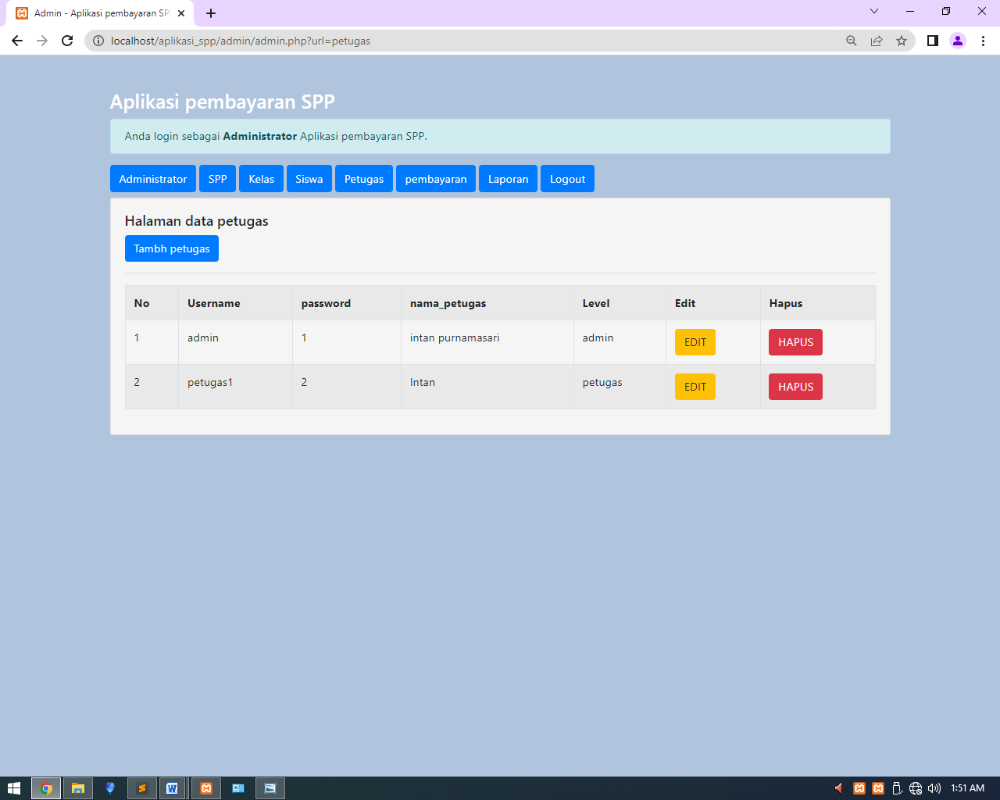 Admin - Aplikasi pembayaran SP
localhost/aplikasi_spp/admin/admin.php?url=petugas
Aplikasi pembayaran SPP
Anda login sebagai Administrator Aplikasi pembayaran SPP.
Administrator SPP Kelas Siswa Petugas pembayaran Laporan Logout
Halaman data petugas
Tambh petugas
No Username password nama_petugas Level Edit Hapus
1 admin 1 intan purnamasari admin EDIT HAPUS
2 petugas1 2 Intan petugas EDIT HAPUS
1:51 AM